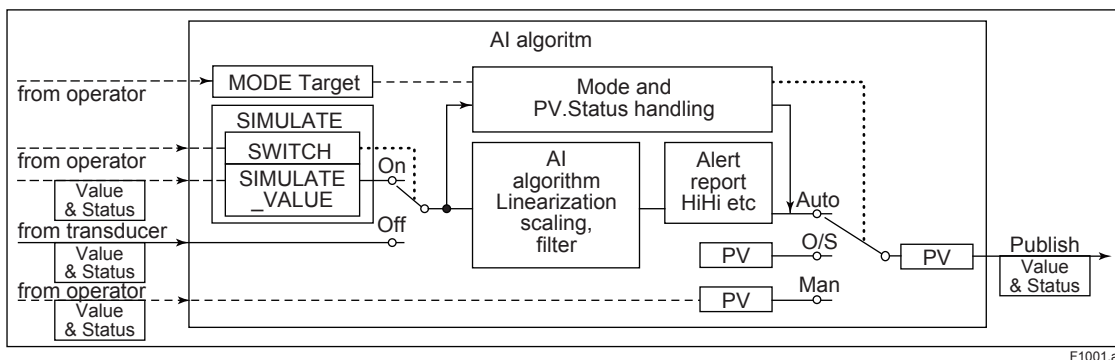 AI algoritm
from operator
MODE Target
Mode and
PV.Status handling
SIMULATE
from operator
SWITCH
SIMULATE
_VALUE
On
Value
& Status
AI
algorithm
Linearization
scaling,
filter
Alert
report
HiHi etc
Auto
from transducer
Off
Value
& Status
PV
O/S
PV
Publish
Value
& Status
from operator
Value
& Status
PV
Man
F1001.ai